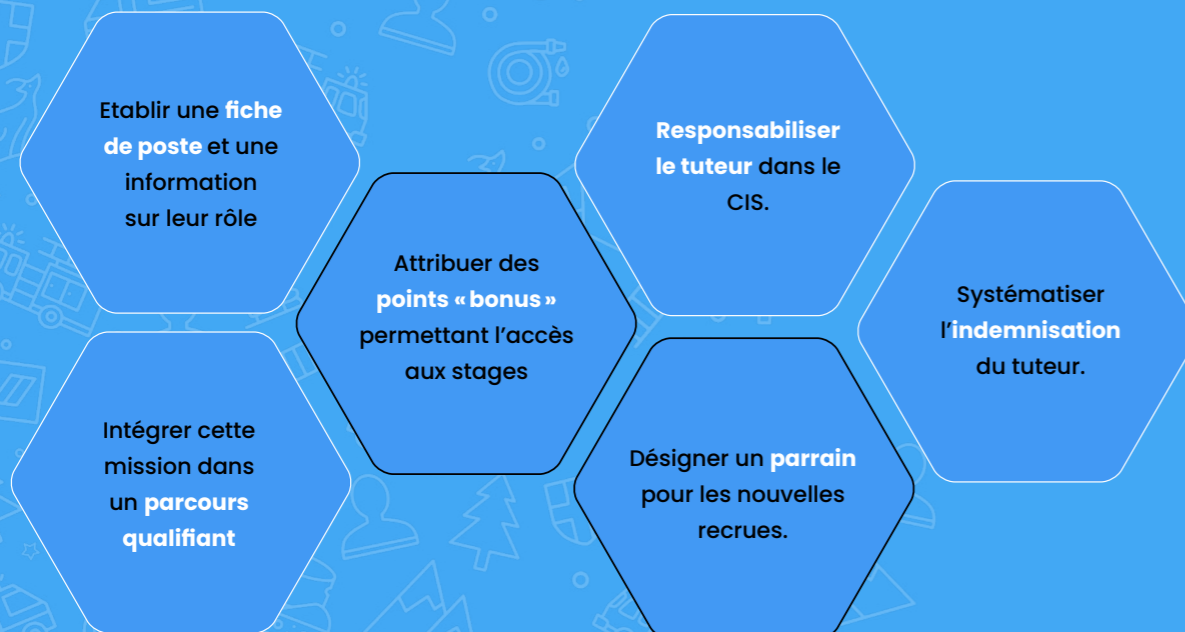 Etablir une fiche
de poste et une
information
sur leur rôle
Attribuer des
points « bonus »
permettant l’accès
aux stages
Responsabiliser
le tuteur dans le
CIS.
Systématiser
l’indemnisation
du tuteur.
Intégrer cette
mission dans
un parcours
qualifiant
Désigner un parrain
pour les nouvelles
recrues.